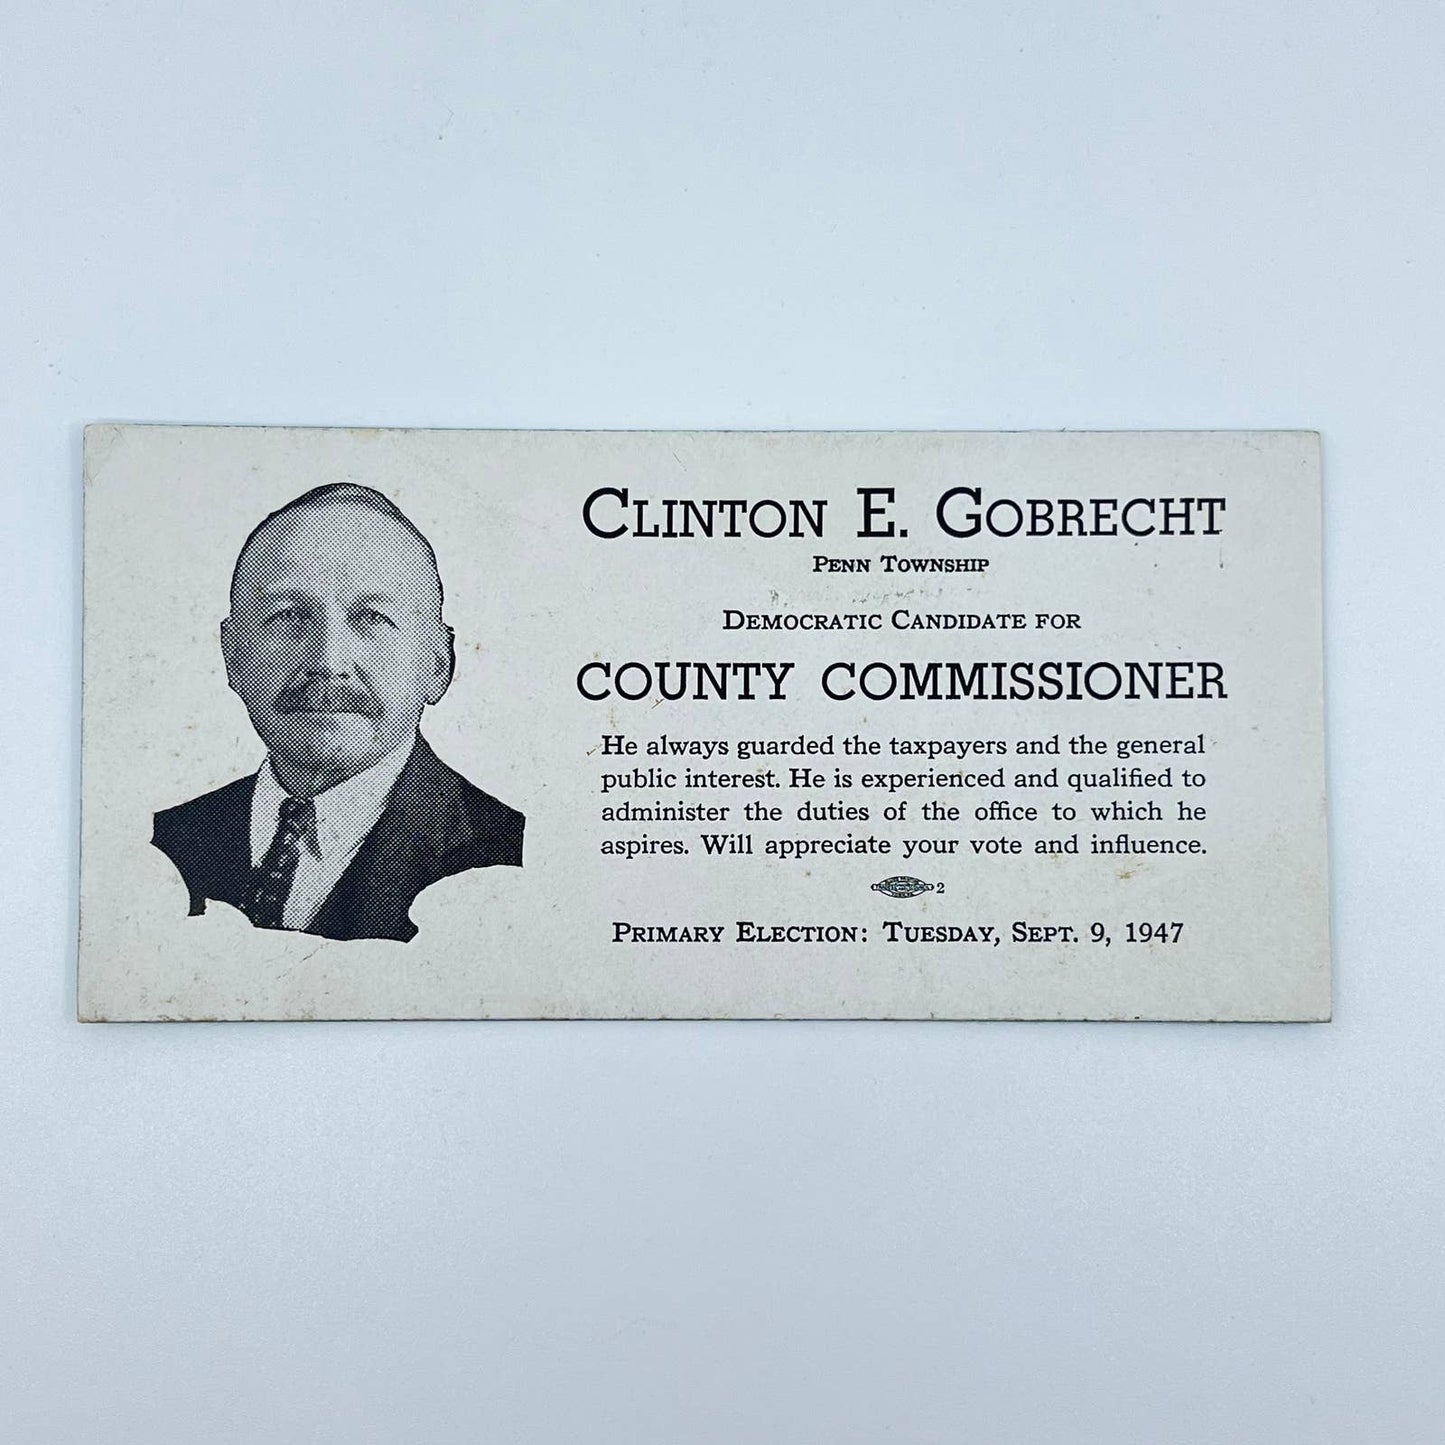 CLINTON E. GOBRECHT
PENN TOWNSHIP
DEMOCRATIC CANDIDATE FOR
COUNTY COMMISSIONER
He always guarded the taxpayers and the general
public interest. He is experienced and qualified to
administer the duties of the office to which he
aspires. Will appreciate your vote and influence.
2
PRIMARY ELECTION: TUESDAY, SEPT. 9, 1947